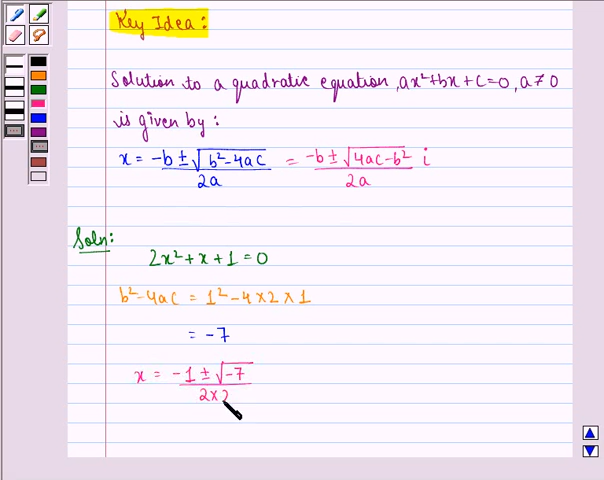 Key Idea:
Solution to a quadratic equation, ax²+bx+c=0, a≠0
is given by:
x = (-b ± √(b²-4ac))/2a = (-b ± √(4ac-b²))/2a i
Soln:
2x²+x+1=0
b²-4ac = 1²-4×2×1
= -7
x = (-1 ± √-7)/2×2